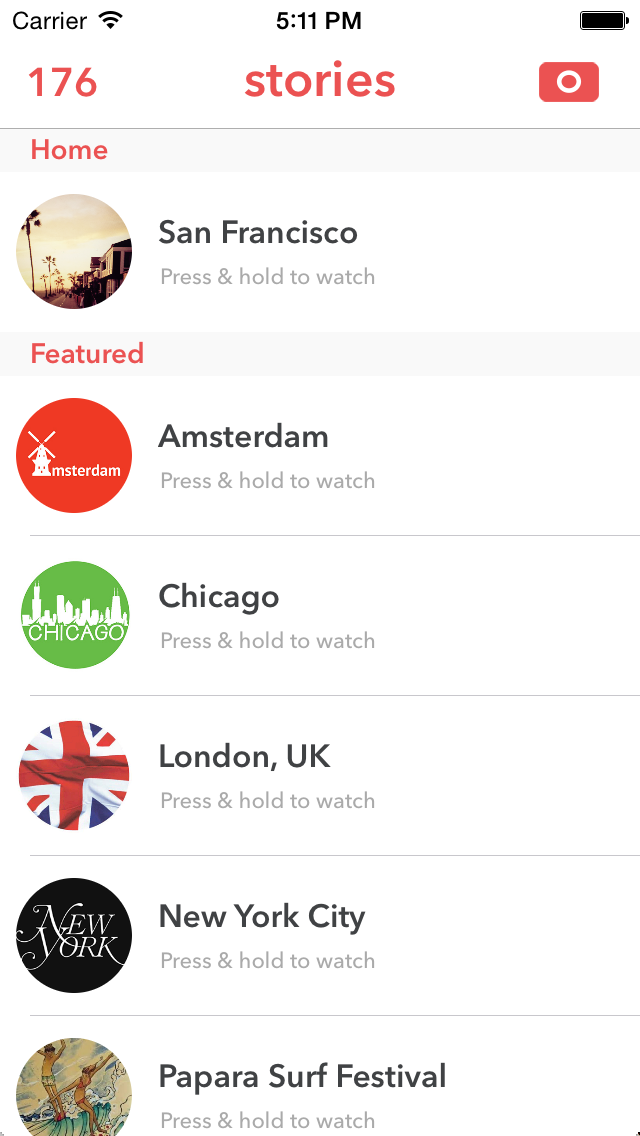 Carrier 5:11 PM
176 stories
Home
San Francisco
Press & hold to watch
Featured
msterdam
Amsterdam
Press & hold to watch
CHICAGO
Chicago
Press & hold to watch
London, UK
Press & hold to watch
NEW
YORK
New York City
Press & hold to watch
Papara Surf Festival
Press & hold to watch